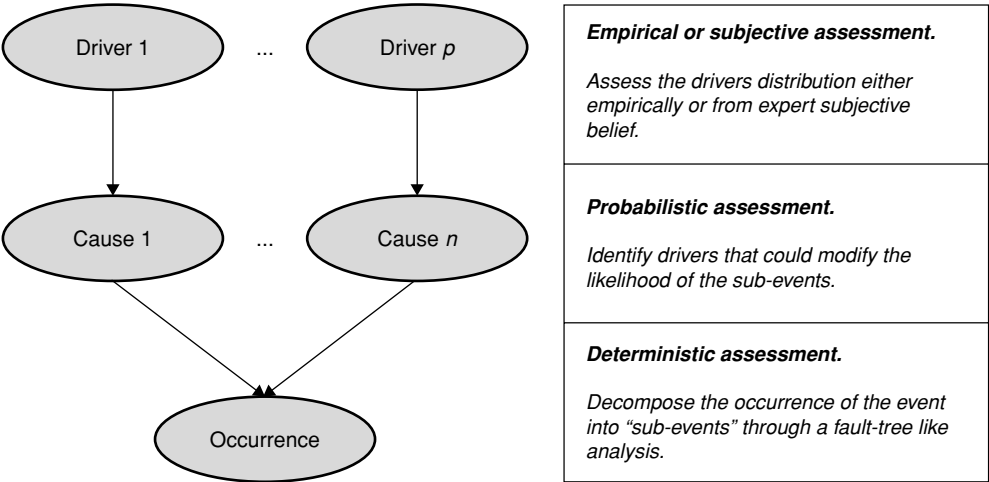 Driver 1
...
Driver p
Empirical or subjective assessment.
Assess the drivers distribution either
empirically or from expert subjective
belief.
Cause 1
...
Cause n
Probabilistic assessment.
Identify drivers that could modify the
likelihood of the sub-events.
Occurrence
Deterministic assessment.
Decompose the occurrence of the event
into “sub-events” through a fault-tree like
analysis.